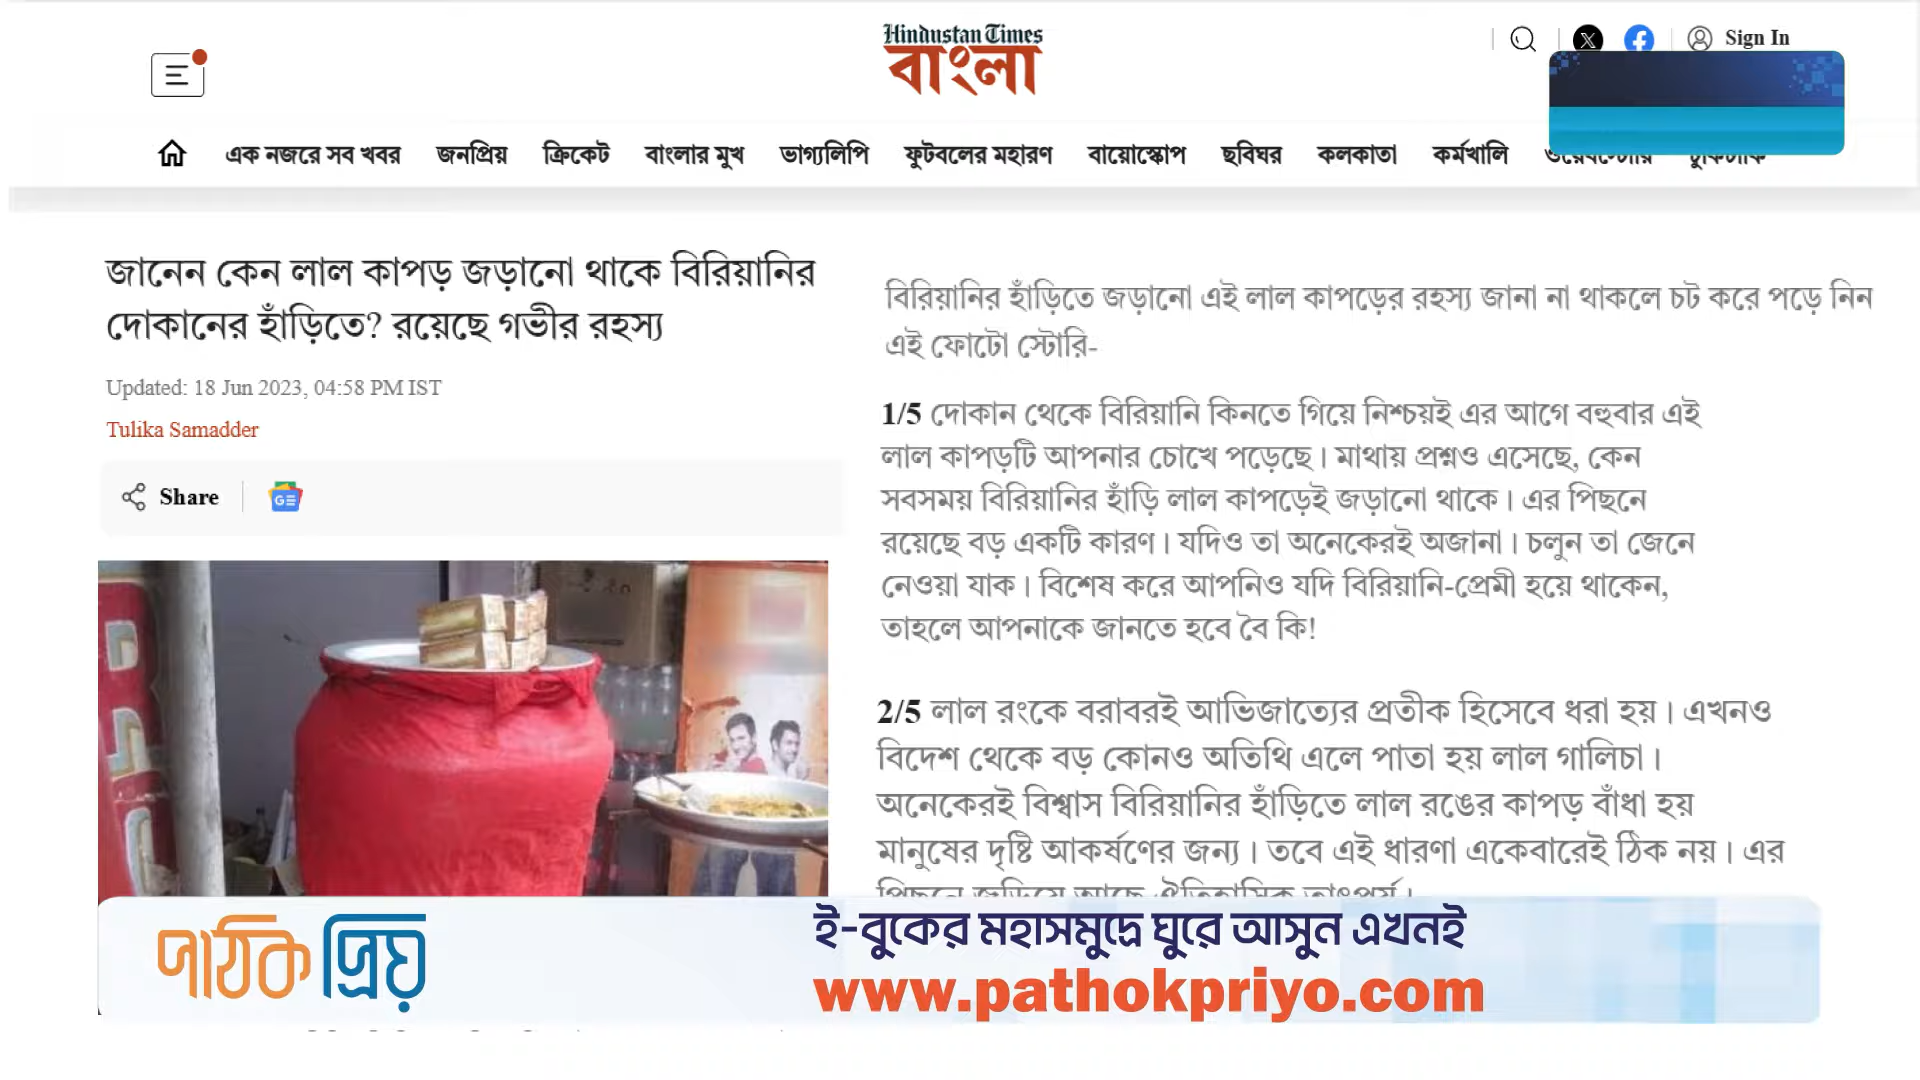 Hindustan Times
বাংলা
Sign In
এক নজরে সব খবর জনপ্রিয় ক্রিকেট বাংলার মুখ ভাগ্যলিপি ফুটবলের মহারণ বায়োস্কোপ ছবিঘর কলকাতা কর্মখালি
জানেন কেন লাল কাপড় জড়ানো থাকে বিরিয়ানির
দোকানের হাঁড়িতে? রয়েছে গভীর রহস্য
Updated: 18 Jun 2023, 04:58 PM IST
Tulika Samadder
Share
বিরিয়ানির হাঁড়িতে জড়ানো এই লাল কাপড়ের রহস্য জানা না থাকলে চট করে পড়ে নিন
এই ফোটো স্টোরি-
1/5 দোকান থেকে বিরিয়ানি কিনতে গিয়ে নিশ্চয়ই এর আগে বহুবার এই
লাল কাপড়টি আপনার চোখে পড়েছে। মাথায় প্রশ্নও এসেছে, কেন
সবসময় বিরিয়ানির হাঁড়ি লাল কাপড়েই জড়ানো থাকে। এর পিছনে
রয়েছে বড় একটি কারণ। যদিও তা অনেকেরই অজানা। চলুন তা জেনে
নেওয়া যাক। বিশেষ করে আপনিও যদি বিরিয়ানি-প্রেমী হয়ে থাকেন,
তাহলে আপনাকে জানতে হবে বৈ কি!
2/5 লাল রংকে বরাবরই আভিজাত্যের প্রতীক হিসেবে ধরা হয়। এখনও
বিদেশ থেকে বড় কোনও অতিথি এলে পাতা হয় লাল গালিচা।
অনেকেরই বিশ্বাস বিরিয়ানির হাঁড়িতে লাল রঙের কাপড় বাঁধা হয়
মানুষের দৃষ্টি আকর্ষণের জন্য। তবে এই ধারণা একেবারেই ঠিক নয়। এর
পাঠকপ্রিয়
ই-বুকের মহাসমুদ্রে ঘুরে আসুন এখনই
www.pathokpriyo.com